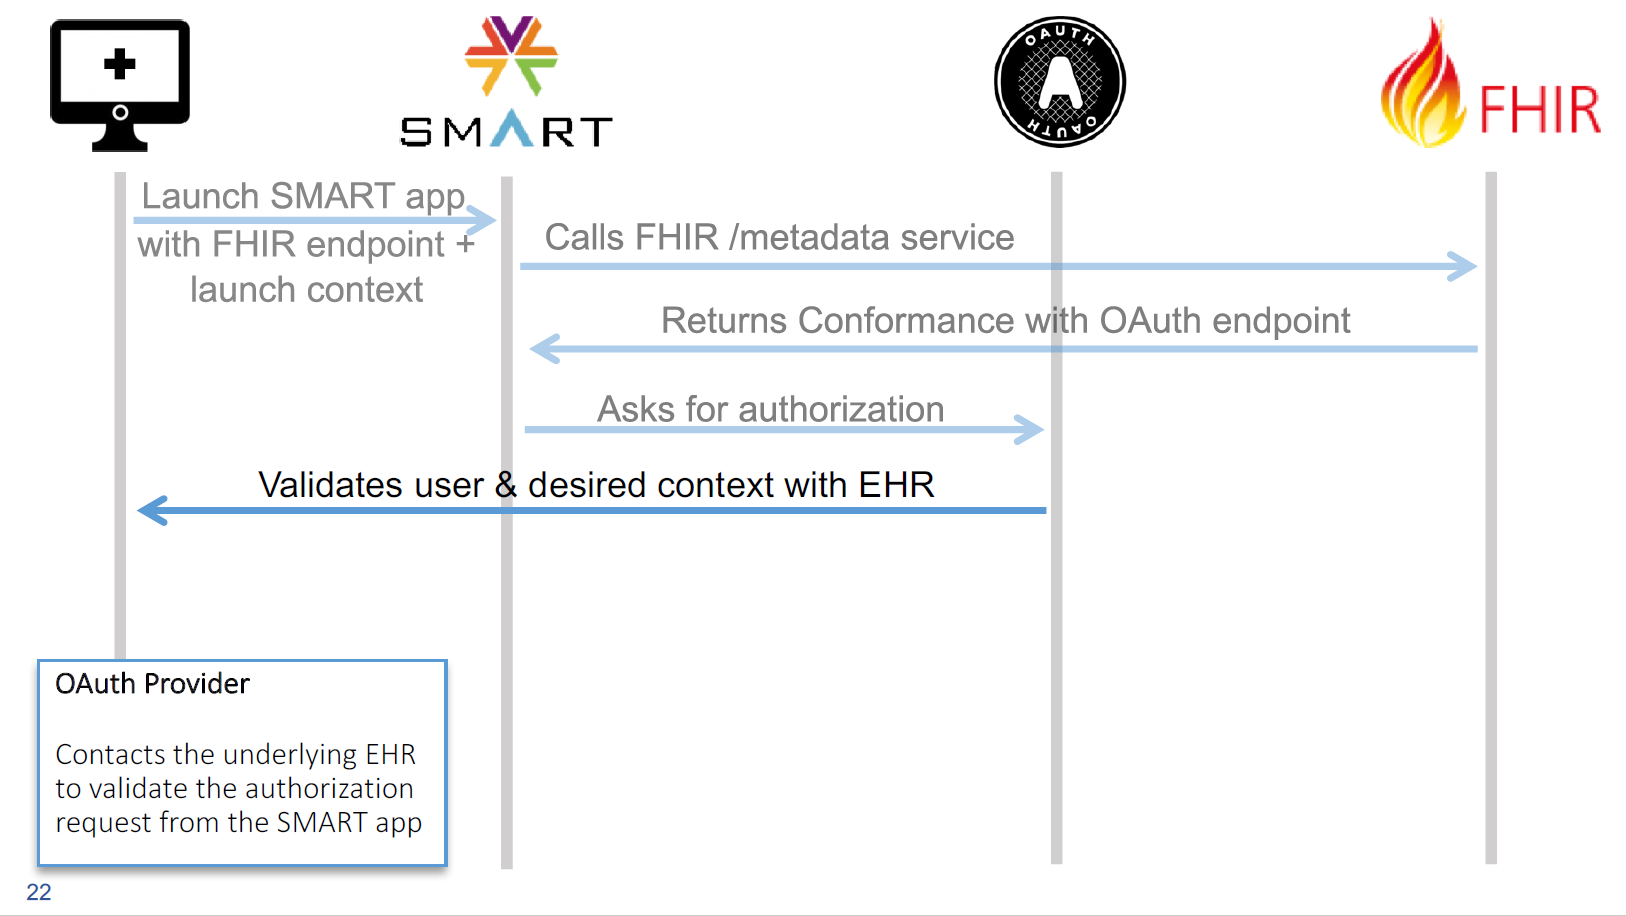 SMART
OAUTH
A
OAUTH
FHIR
Launch SMART app
with FHIR endpoint +
launch context
Calls FHIR /metadata service
Returns Conformance with OAuth endpoint
Asks for authorization
Validates user & desired context with EHR
OAuth Provider
Contacts the underlying EHR
to validate the authorization
request from the SMART app
22